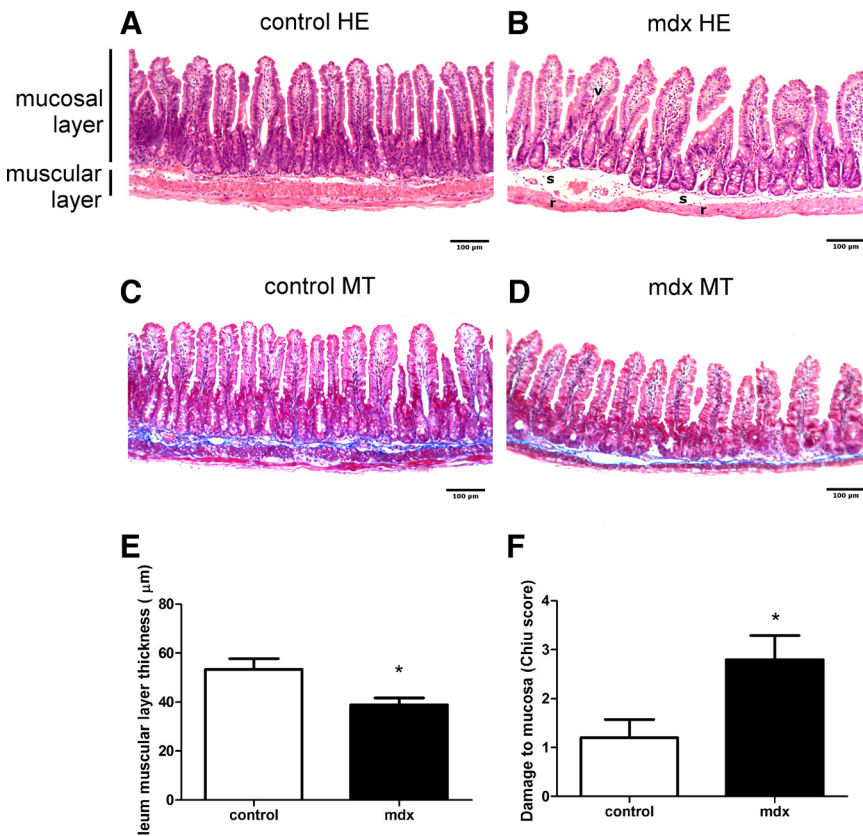 A
control HE
B
mdx HE
mucosal
layer
muscular
layer
v
s
s
r
r
100 µm
100 µm
C
control MT
D
mdx MT
100 µm
100 µm
E
Ieum muscular layer thickness ( µm)
80
60
40
20
0
*
control
mdx
F
Damage to mucosa (Chiu score)
4
3
2
1
0
*
control
mdx